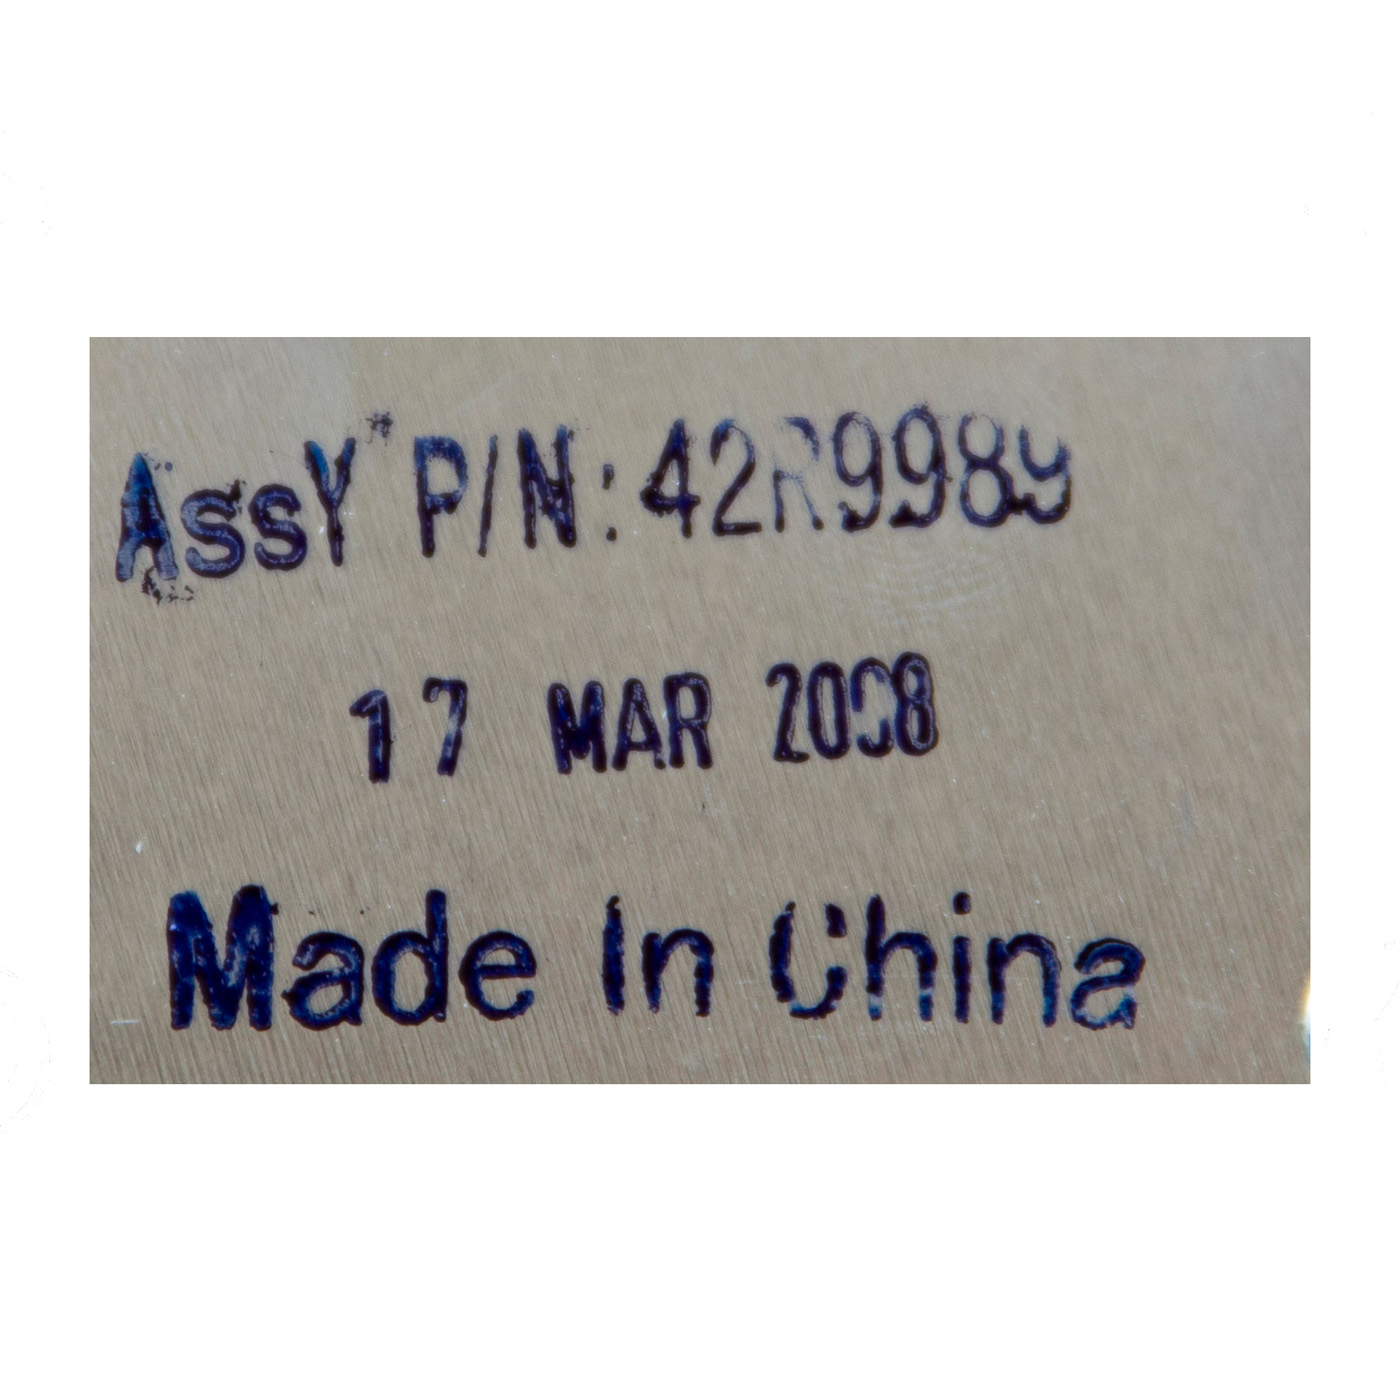 AssY P/N: 42R9989
17 MAR 2008
Made In China